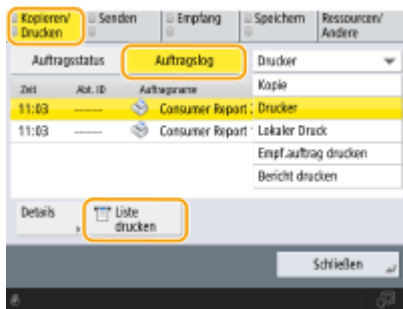 Kopieren/
Drucken
Senden
Empfang
Speichern
Ressourcen/
Andere
Auftragsstatus
Auftragslog
Drucker
Zeit Abt. ID Auftragsname
Kopie
11:03 ------- Consumer Report
Drucker
11:03 ------- Consumer Report
Lokaler Druck
Empf.auftrag drucken
Bericht drucken
Details
Liste
drucken
Schließen